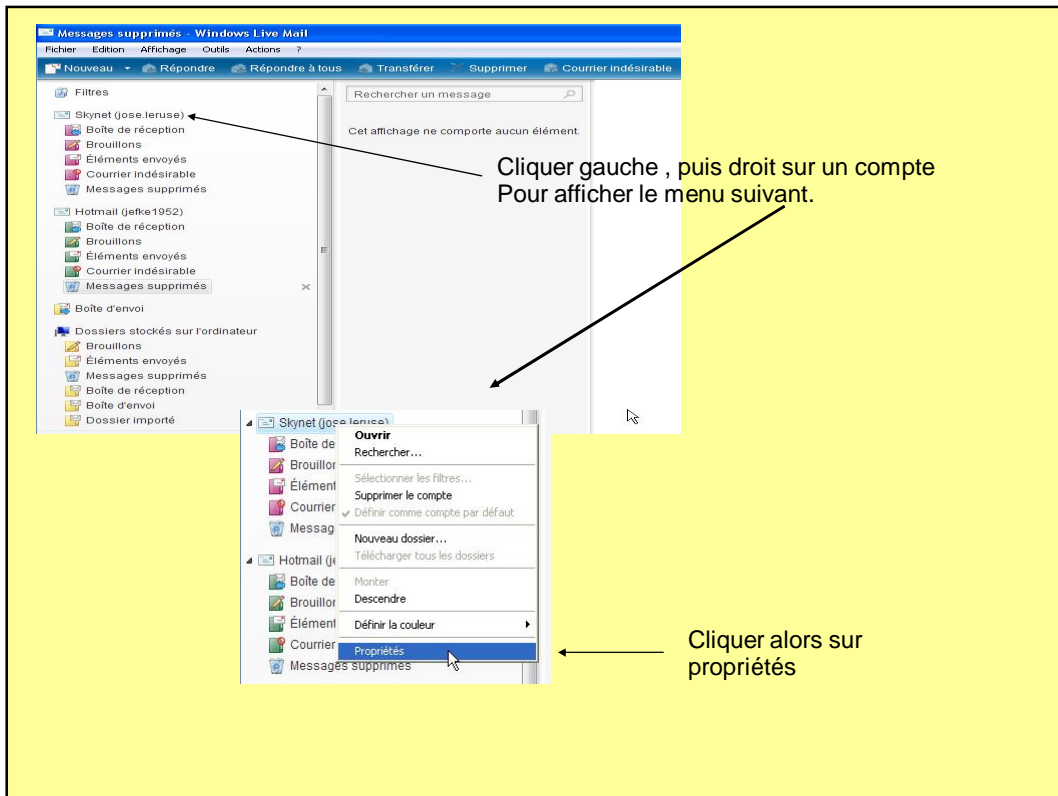 Messages supprimés - Windows Live Mail
Fichier Edition Affichage Outils Actions ?
Nouveau Répondre Répondre à tous Transférer Supprimer Courrier indésirable
Filtres
Rechercher un message
Skynet (jose.leruse)
Boîte de réception
Cet affichage ne comporte aucun élément.
Brouillons
Éléments envoyés
Courrier indésirable
Messages supprimés
Cliquer gauche , puis droit sur un compte
Pour afficher le menu suivant.
Hotmail (jefke1952)
Boîte de réception
Brouillons
Éléments envoyés
Courrier indésirable
Messages supprimés
Boîte d'envoi
Dossiers stockés sur l'ordinateur
Brouillons
Éléments envoyés
Messages supprimés
Boîte de réception
Boîte d'envoi
Dossier importé
Skynet (jose.leruse)
Boîte de
Brouillor
Élément
Courrier
Messag
Hotmail (je
Boîte de
Brouillor
Élément
Courrier
Messages supprimés
Ouvrir
Rechercher...
Sélectionner les filtres...
Supprimer le compte
Définir comme compte par défaut
Nouveau dossier...
Télécharger tous les dossiers
Monter
Descendre
Définir la couleur
Propriétés
Cliquer alors sur
propriétés